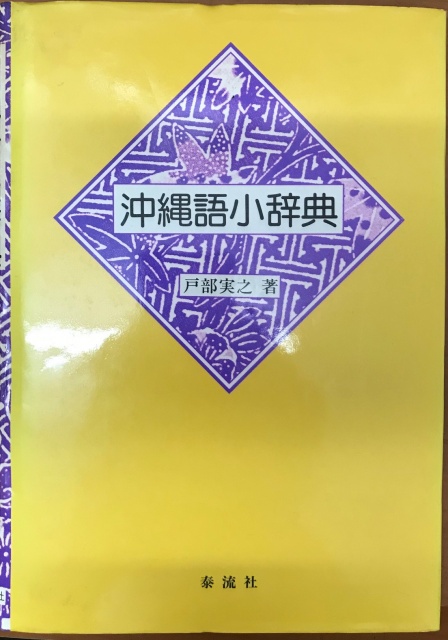 沖縄語小辞典
戸部実之 著
泰流社